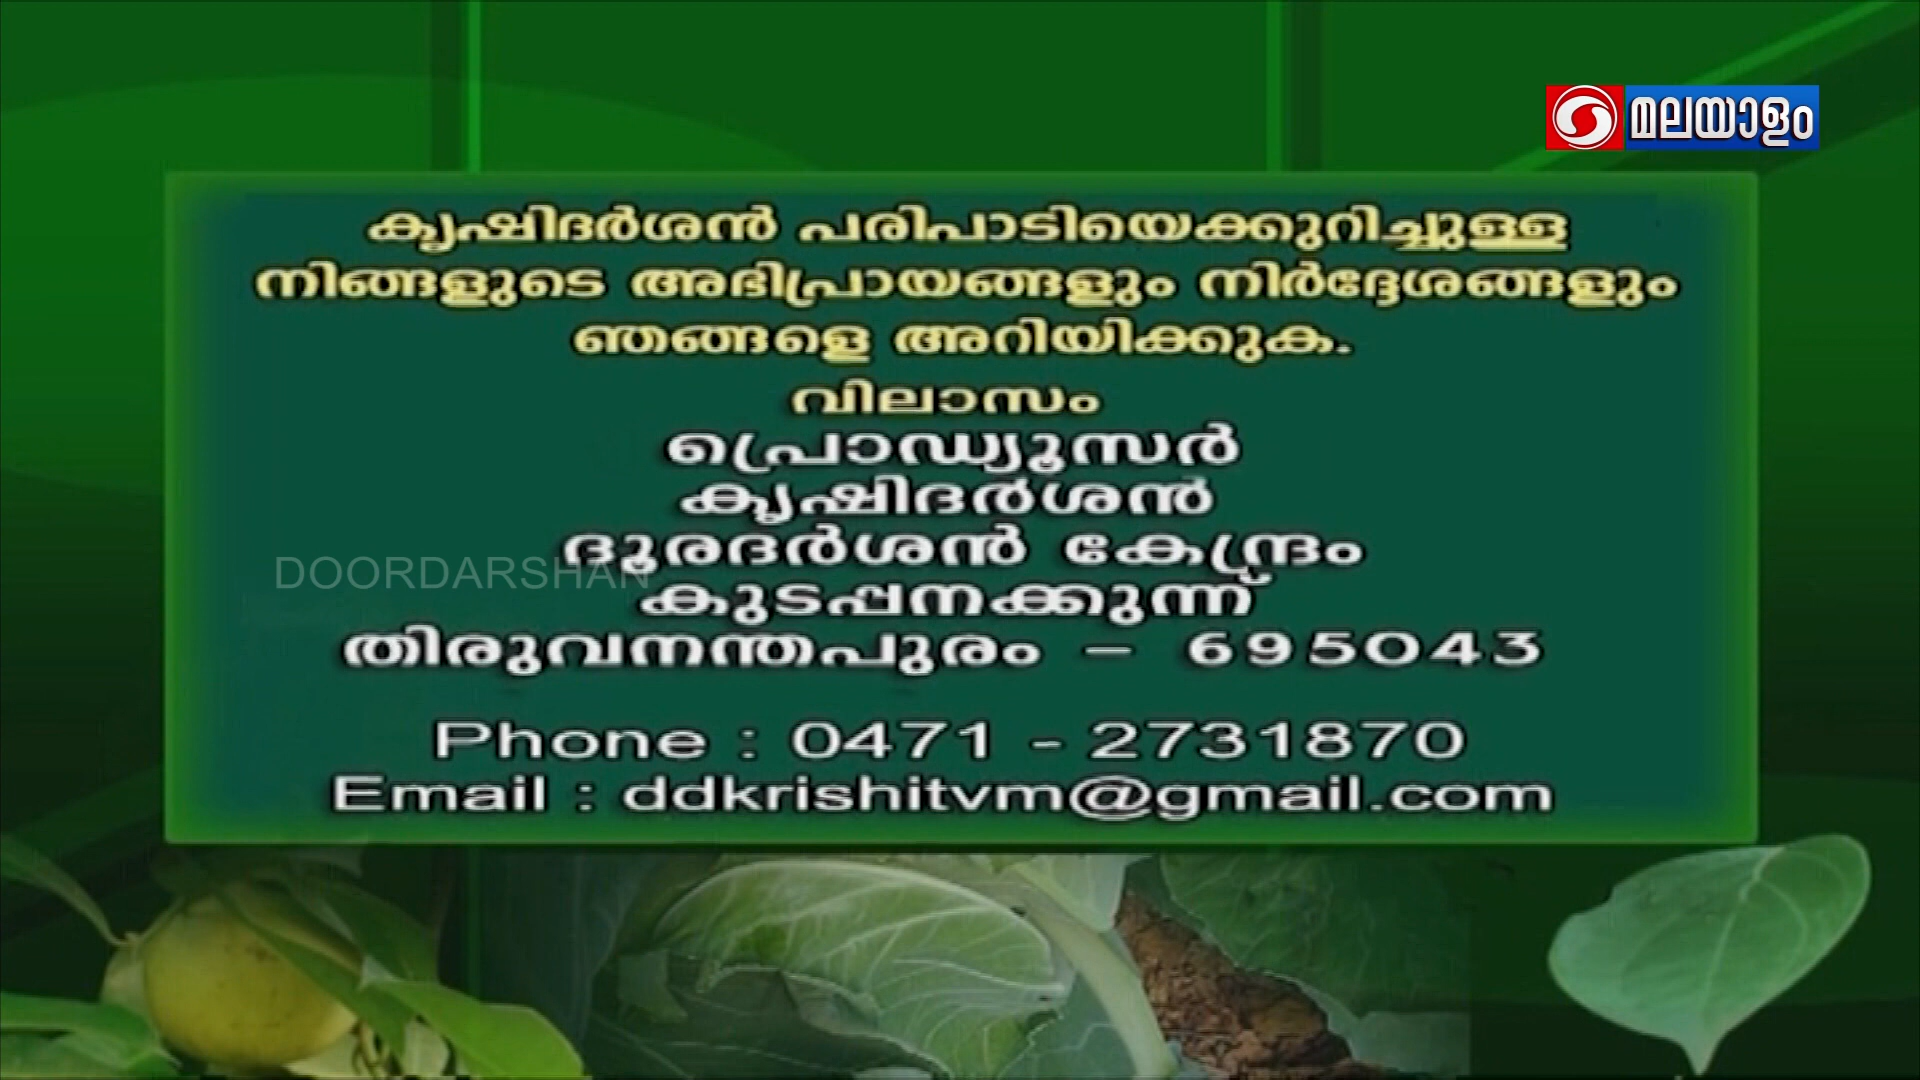 മലയാളം
കൃഷിദർശൻ പരിപാടിയെക്കുറിച്ചുള്ള
നിങ്ങളുടെ അഭിപ്രായങ്ങളും നിർദ്ദേശങ്ങളും
ഞങ്ങളെ അറിയിക്കുക.
വിലാസം
പ്രൊഡ്യൂസർ
കൃഷിദർശൻ
ദൂരദർശൻ കേന്ദ്രം
DOORDARSHAN
കുടപ്പനക്കുന്ന്
തിരുവനന്തപുരം – 695043
Phone : 0471 - 2731870
Email : ddkrishitvm@gmail.com